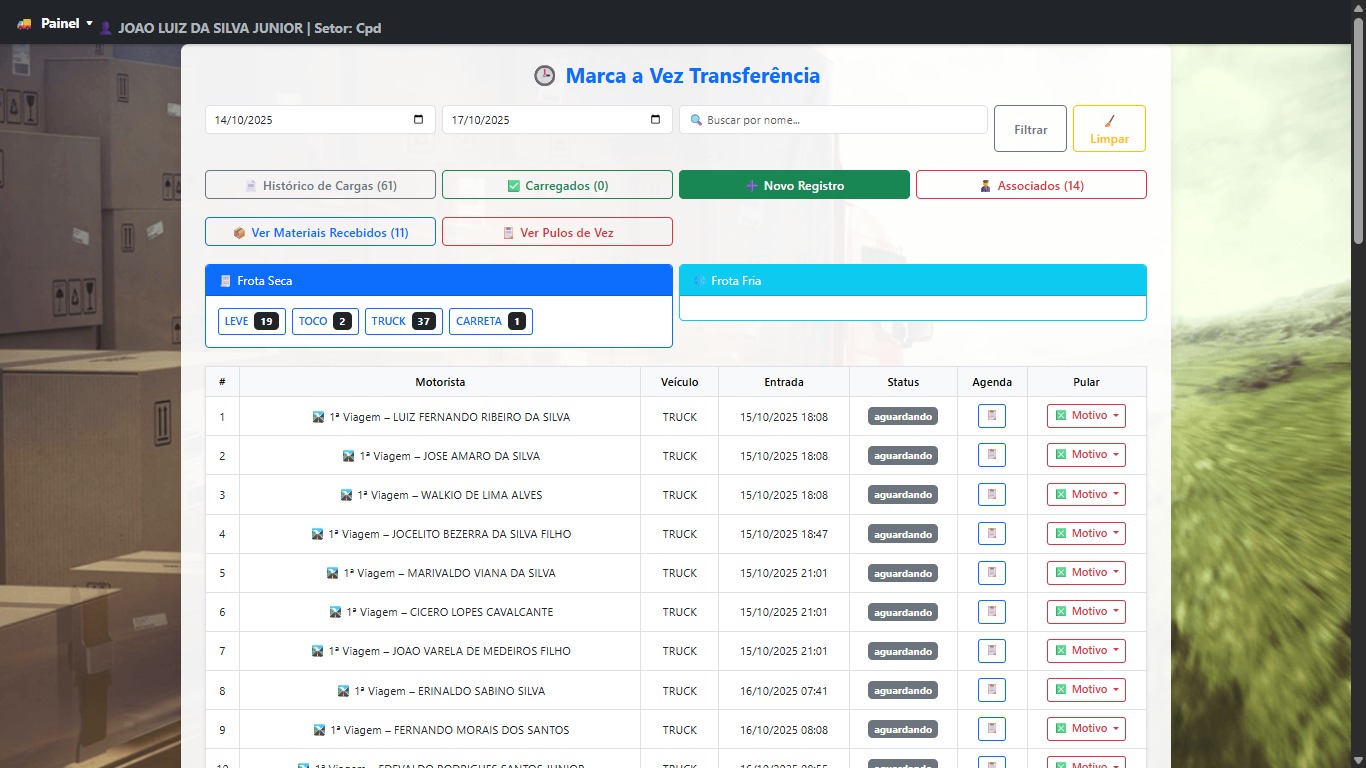 Painel JOAO LUIZ DA SILVA JUNIOR | Setor: Cpd
Marca a Vez Transferência
14/10/2025 17/10/2025 Buscar por nome... Filtrar Limpar
Histórico de Cargas (61) Carregados (0) Novo Registro Associados (14)
Ver Materiais Recebidos (11) Ver Pulos de Vez
Frota Seca Frota Fria
LEVE 19 TOCO 2 TRUCK 37 CARRETA 1
# Motorista Veículo Entrada Status Agenda Pular
1 1ª Viagem – LUIZ FERNANDO RIBEIRO DA SILVA TRUCK 15/10/2025 18:08 aguardando Motivo
2 1ª Viagem – JOSE AMARO DA SILVA TRUCK 15/10/2025 18:08 aguardando Motivo
3 1ª Viagem – WALKIO DE LIMA ALVES TRUCK 15/10/2025 18:08 aguardando Motivo
4 1ª Viagem – JOCELITO BEZERRA DA SILVA FILHO TRUCK 15/10/2025 18:47 aguardando Motivo
5 1ª Viagem – MARIVALDO VIANA DA SILVA TRUCK 15/10/2025 21:01 aguardando Motivo
6 1ª Viagem – CICERO LOPES CAVALCANTE TRUCK 15/10/2025 21:01 aguardando Motivo
7 1ª Viagem – JOAO VARELA DE MEDEIROS FILHO TRUCK 15/10/2025 21:01 aguardando Motivo
8 1ª Viagem – ERINALDO SABINO SILVA TRUCK 16/10/2025 07:41 aguardando Motivo
9 1ª Viagem – FERNANDO MORAIS DOS SANTOS TRUCK 16/10/2025 08:08 aguardando Motivo